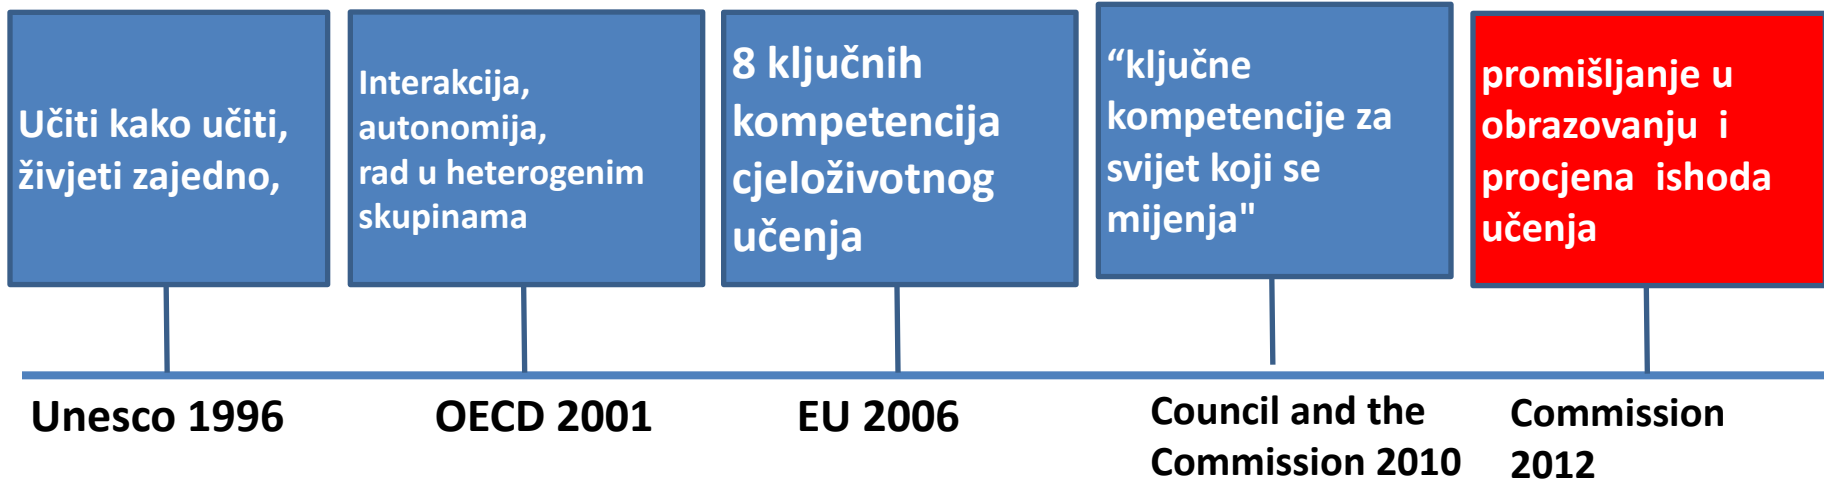 Učiti kako učiti,
živjeti zajedno,
Interakcija,
autonomija,
rad u heterogenim
skupinama
8 ključnih
kompetencija
cjeloživotnog
učenja
“ključne
kompetencije za
svijet koji se
mijenja"
promišljanje u
obrazovanju i
procjena ishoda
učenja
Unesco 1996
OECD 2001
EU 2006
Council and the
Commission 2010
Commission
2012